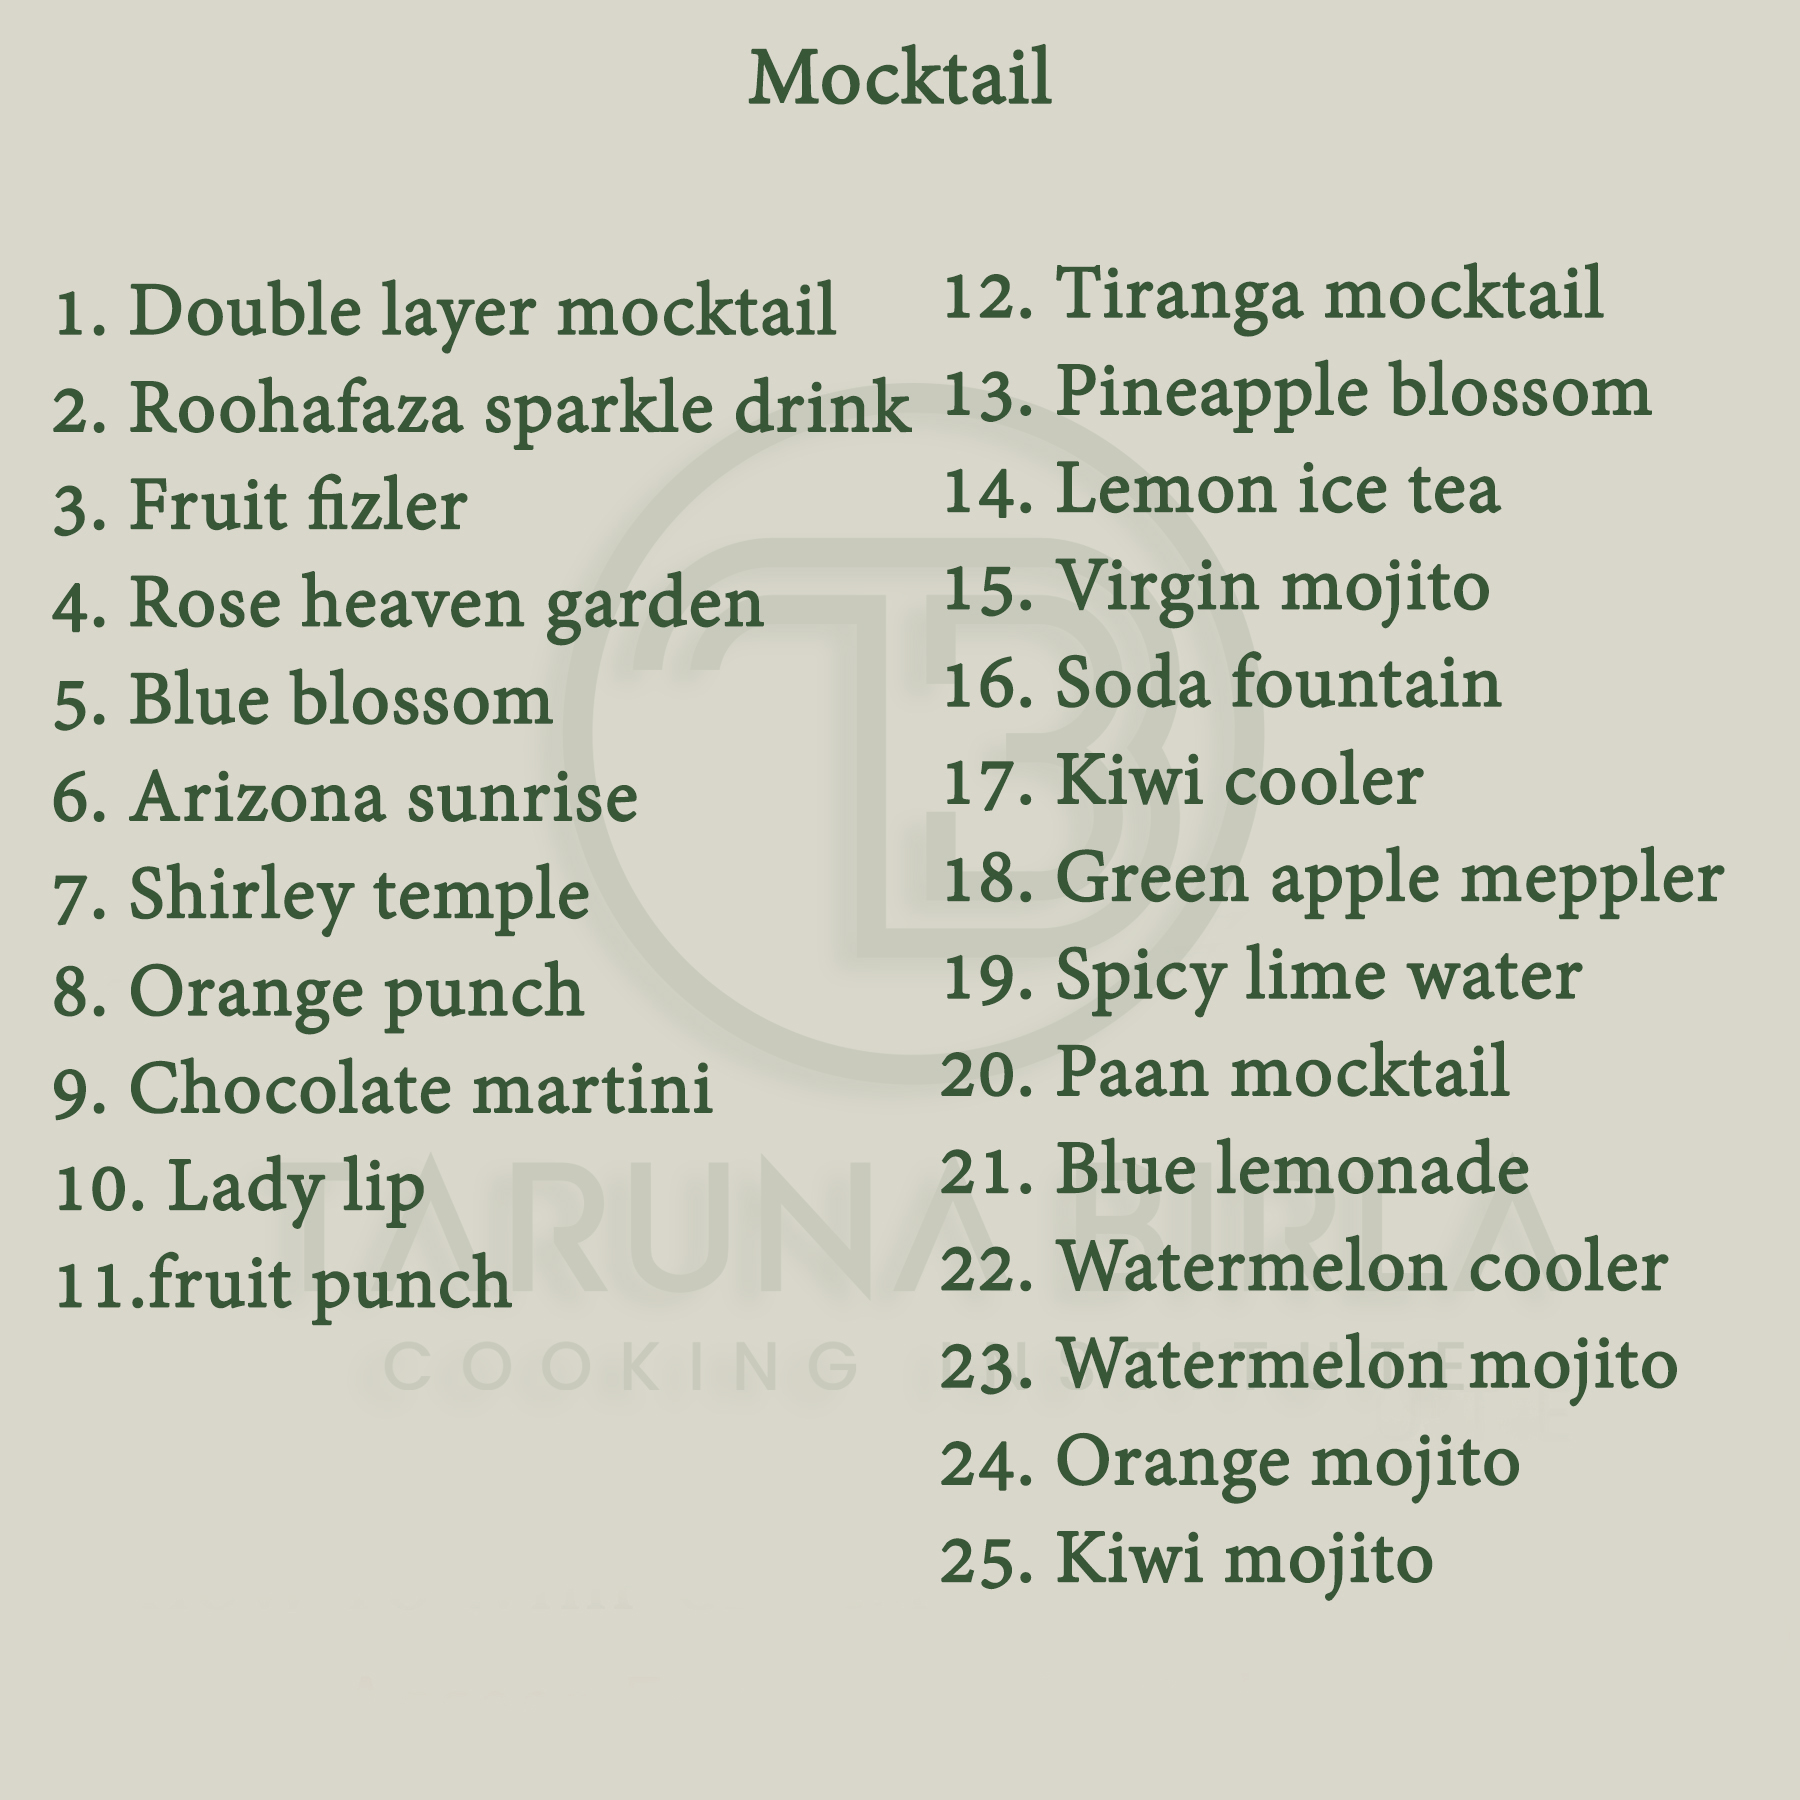 Mocktail
1. Double layer mocktail
2. Roohafaza sparkle drink
3. Fruit fizler
4. Rose heaven garden
5. Blue blossom
6. Arizona sunrise
7. Shirley temple
8. Orange punch
9. Chocolate martini
10. Lady lip
11.fruit punch
12. Tiranga mocktail
13. Pineapple blossom
14. Lemon ice tea
15. Virgin mojito
16. Soda fountain
17. Kiwi cooler
18. Green apple meppler
19. Spicy lime water
20. Paan mocktail
21. Blue lemonade
22. Watermelon cooler
23. Watermelon mojito
24. Orange mojito
25. Kiwi mojito
TB
TARUNA BIRLA
COOKING INSTITUTE